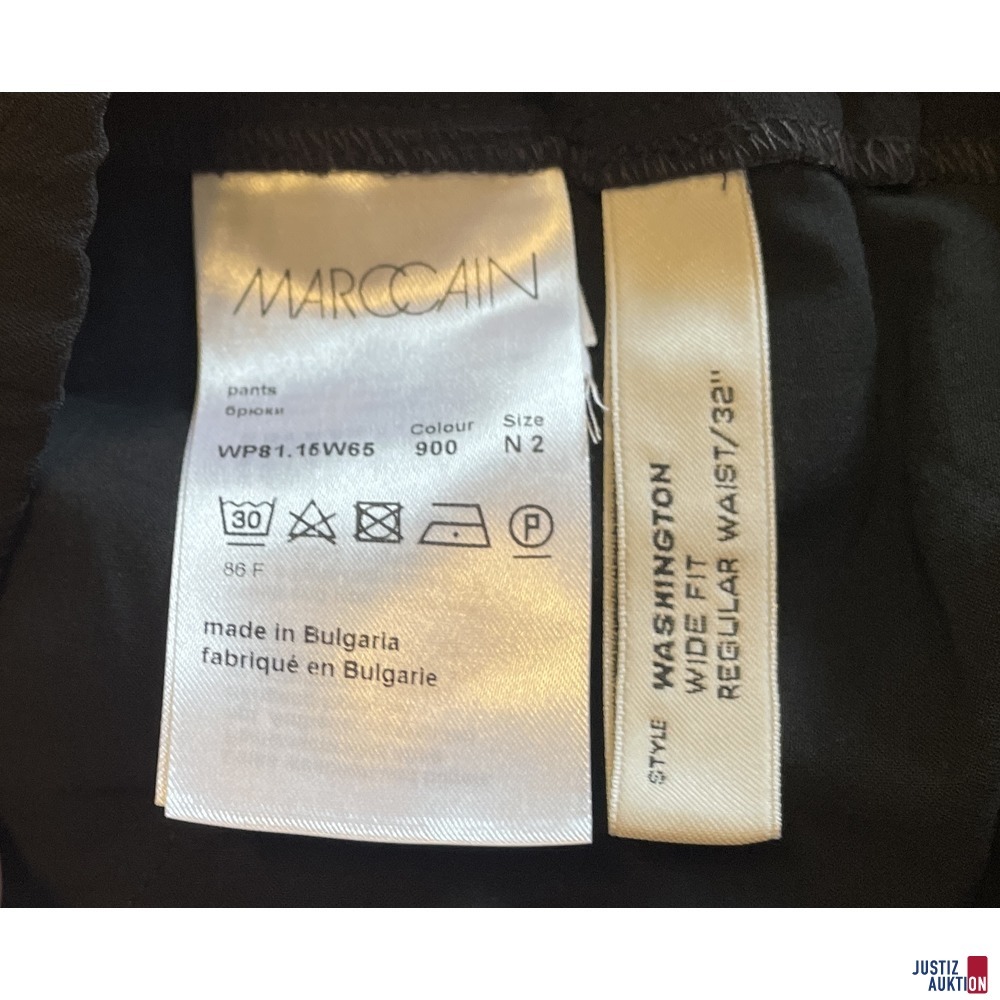 MARCCAIN
pants
брюки
Colour Size
WP81.15W65 900 N 2
30
P
86 F
made in Bulgaria
fabriqué en Bulgarie
STYLE WASHINGTON
WIDE FIT
REGULAR WAIST/32"
JUSTIZ
AUKTION